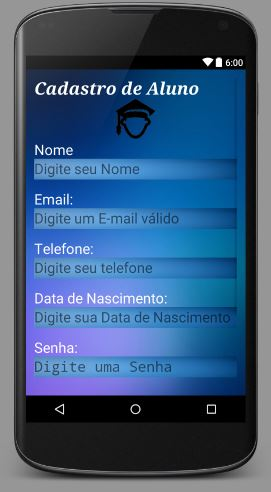 6:00
Cadastro de Aluno
Nome
Digite seu Nome
Email:
Digite um E-mail válido
Telefone:
Digite seu telefone
Data de Nascimento:
Digite sua Data de Nascimento
Senha:
Digite uma Senha